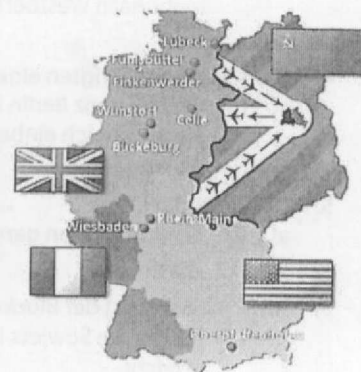 Lübeck
Fuhlsbüttel
Finkenwerder
Wunstorf
Celle
Bückeburg
Rhein Main
Wiesbaden